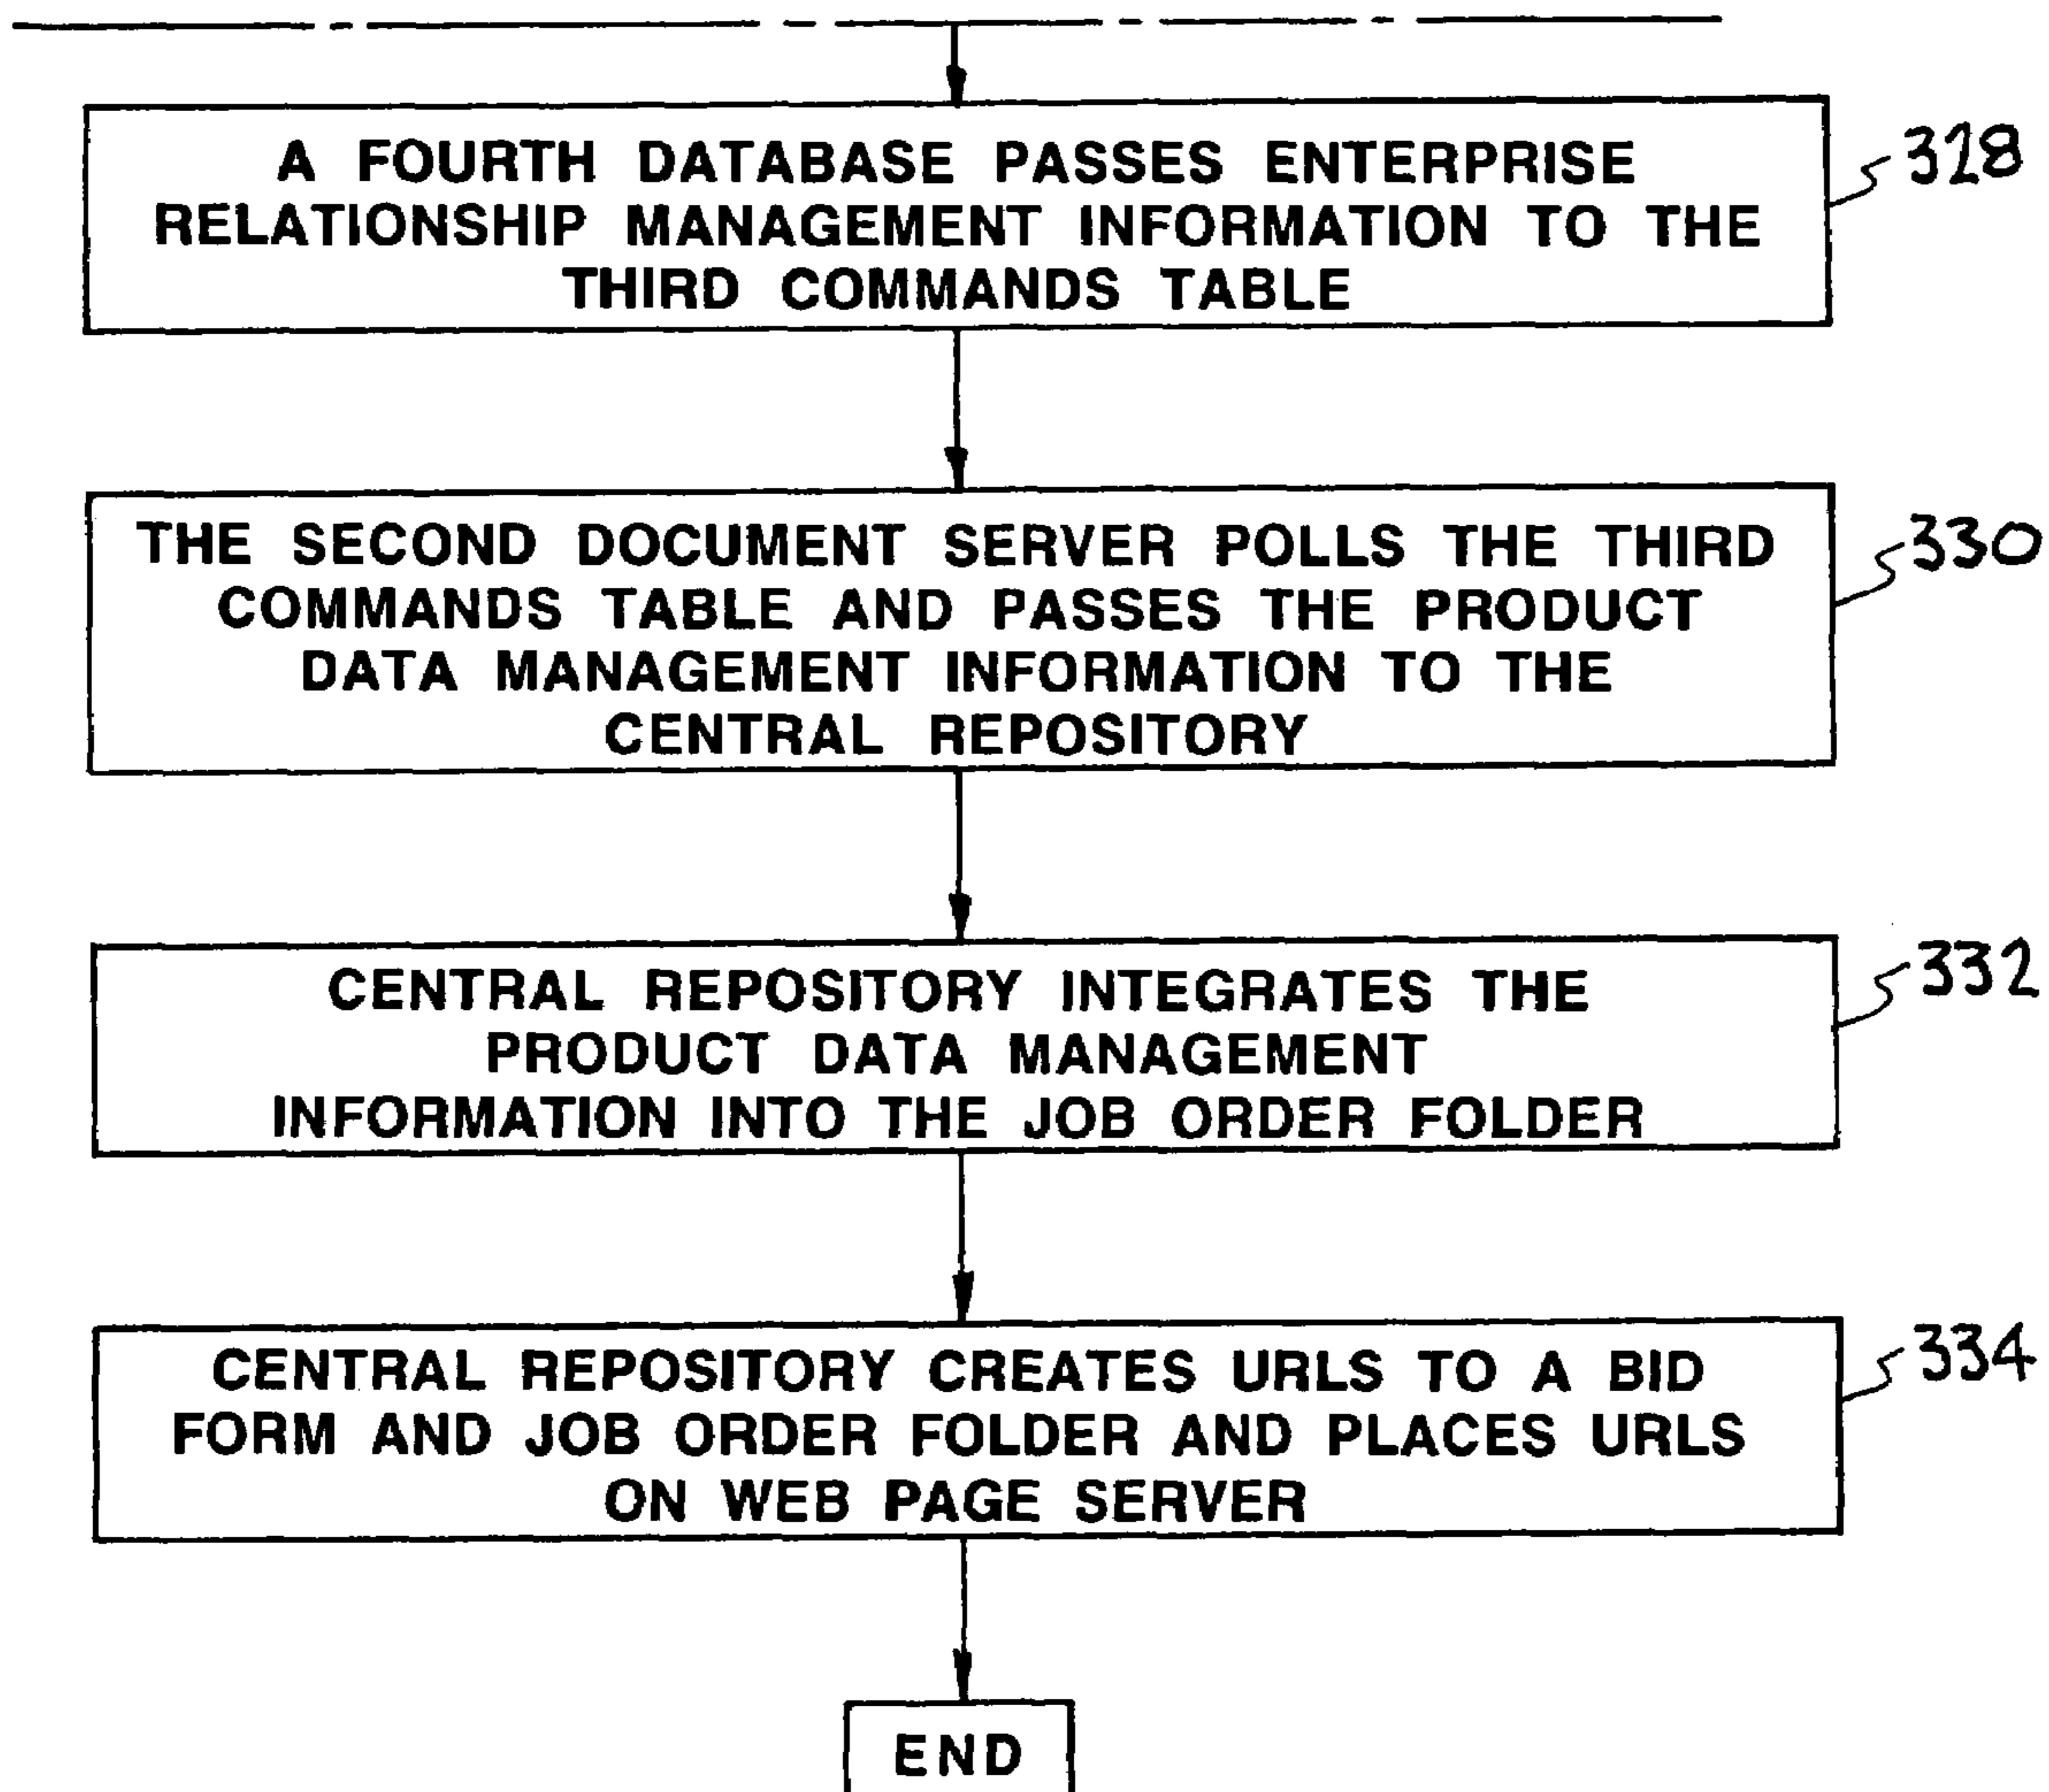 A FOURTH DATABASE PASSES ENTERPRISE
RELATIONSHIP MANAGEMENT INFORMATION TO THE
THIRD COMMANDS TABLE
328
THE SECOND DOCUMENT SERVER POLLS THE THIRD
COMMANDS TABLE AND PASSES THE PRODUCT
DATA MANAGEMENT INFORMATION TO THE
CENTRAL REPOSITORY
330
CENTRAL REPOSITORY INTEGRATES THE
PRODUCT DATA MANAGEMENT
INFORMATION INTO THE JOB ORDER FOLDER
332
CENTRAL REPOSITORY CREATES URLS TO A BID
FORM AND JOB ORDER FOLDER AND PLACES URLS
ON WEB PAGE SERVER
334
END